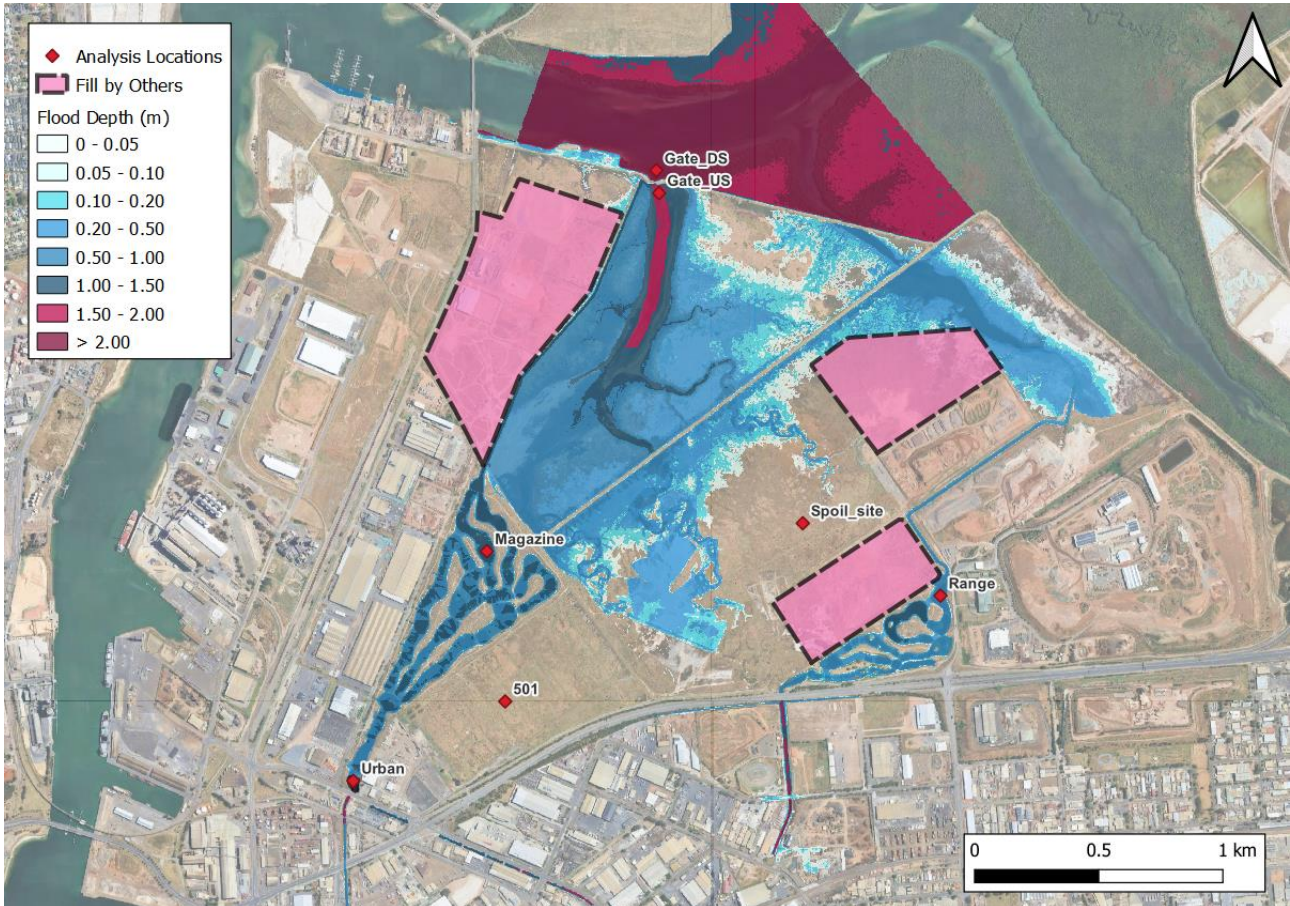 Analysis Locations
Fill by Others
Flood Depth (m)
0 - 0.05
0.05 - 0.10
0.10 - 0.20
0.20 - 0.50
0.50 - 1.00
1.00 - 1.50
1.50 - 2.00
> 2.00
Gate_DS
Gate_US
Spoil_site
Magazine
Range
501
Urban
0 0.5 1 km